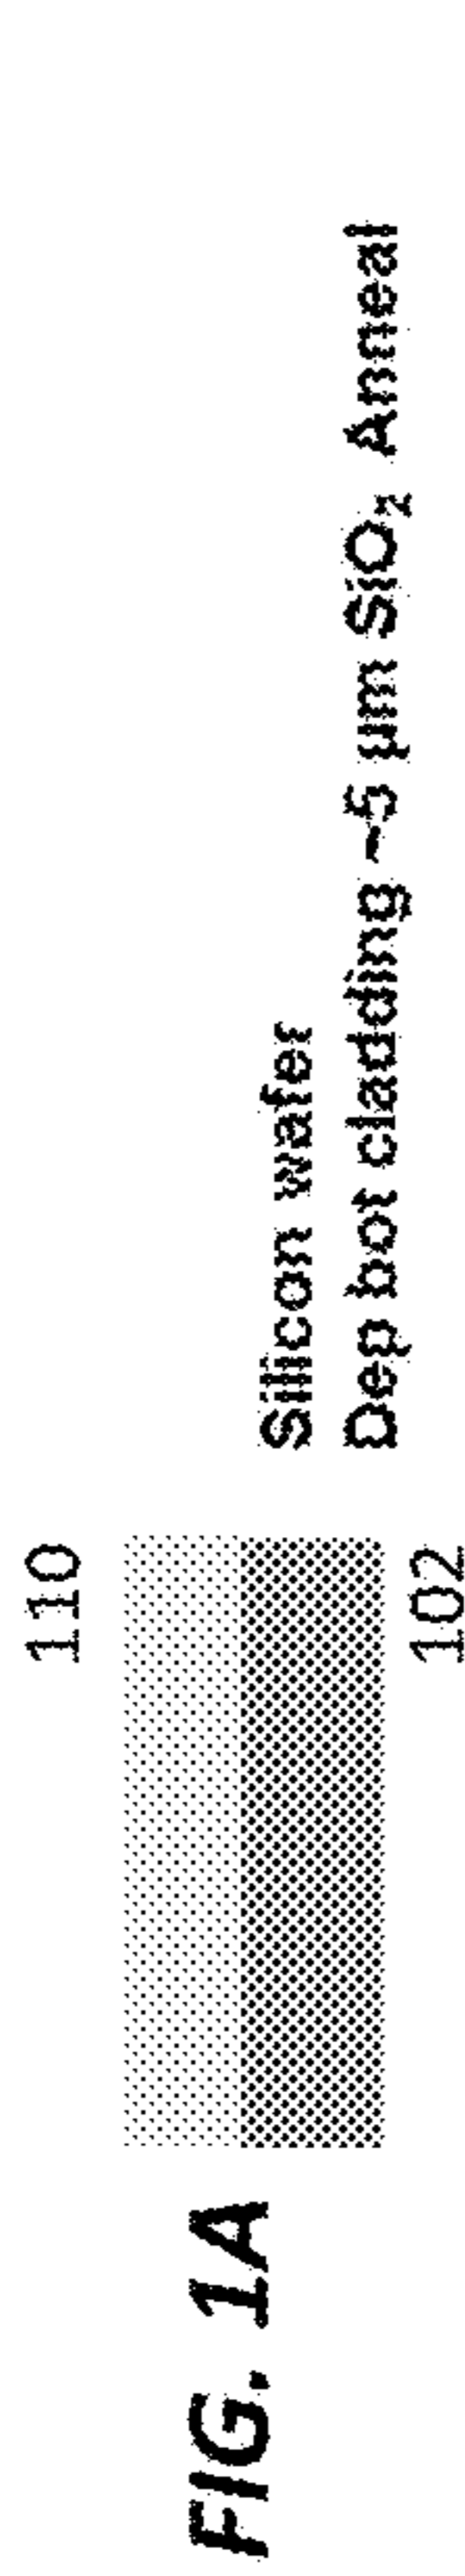 FIG. 1A
110
102
Silicon wafer
Dep bot cladding ~5 µm SiO₂ Anneal